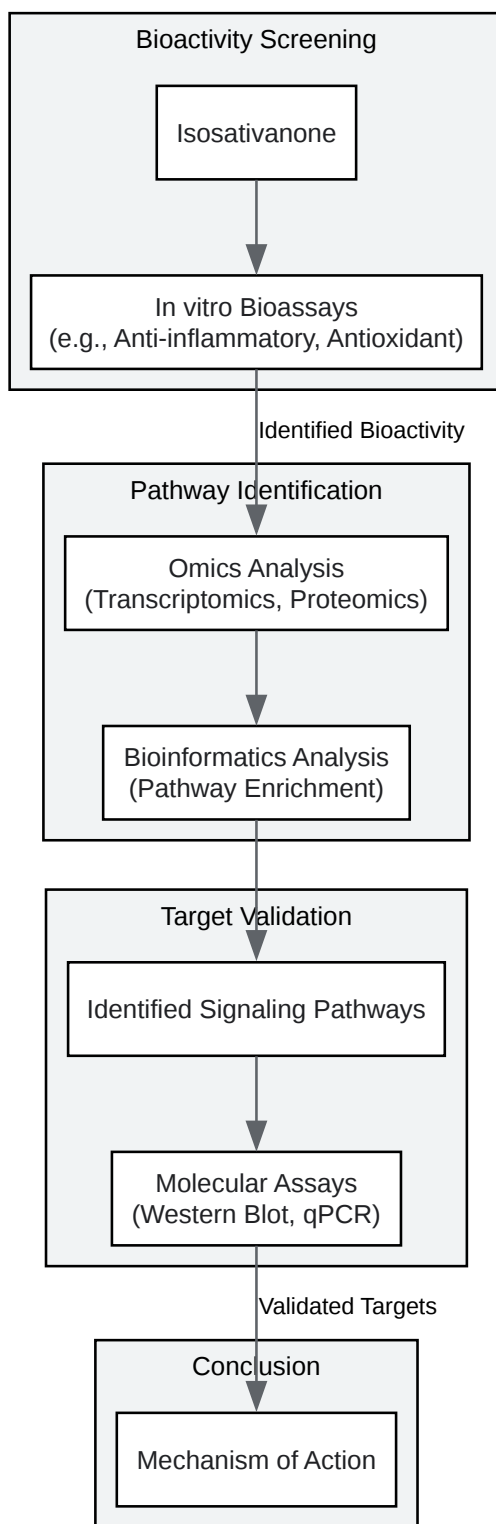 Bioactivity Screening
Isosativanone
In vitro Bioassays
(e.g., Anti-inflammatory, Antioxidant)
Identified Bioactivity
Pathway Identification
Omics Analysis
(Transcriptomics, Proteomics)
Bioinformatics Analysis
(Pathway Enrichment)
Target Validation
Identified Signaling Pathways
Molecular Assays
(Western Blot, qPCR)
Validated Targets
Conclusion
Mechanism of Action